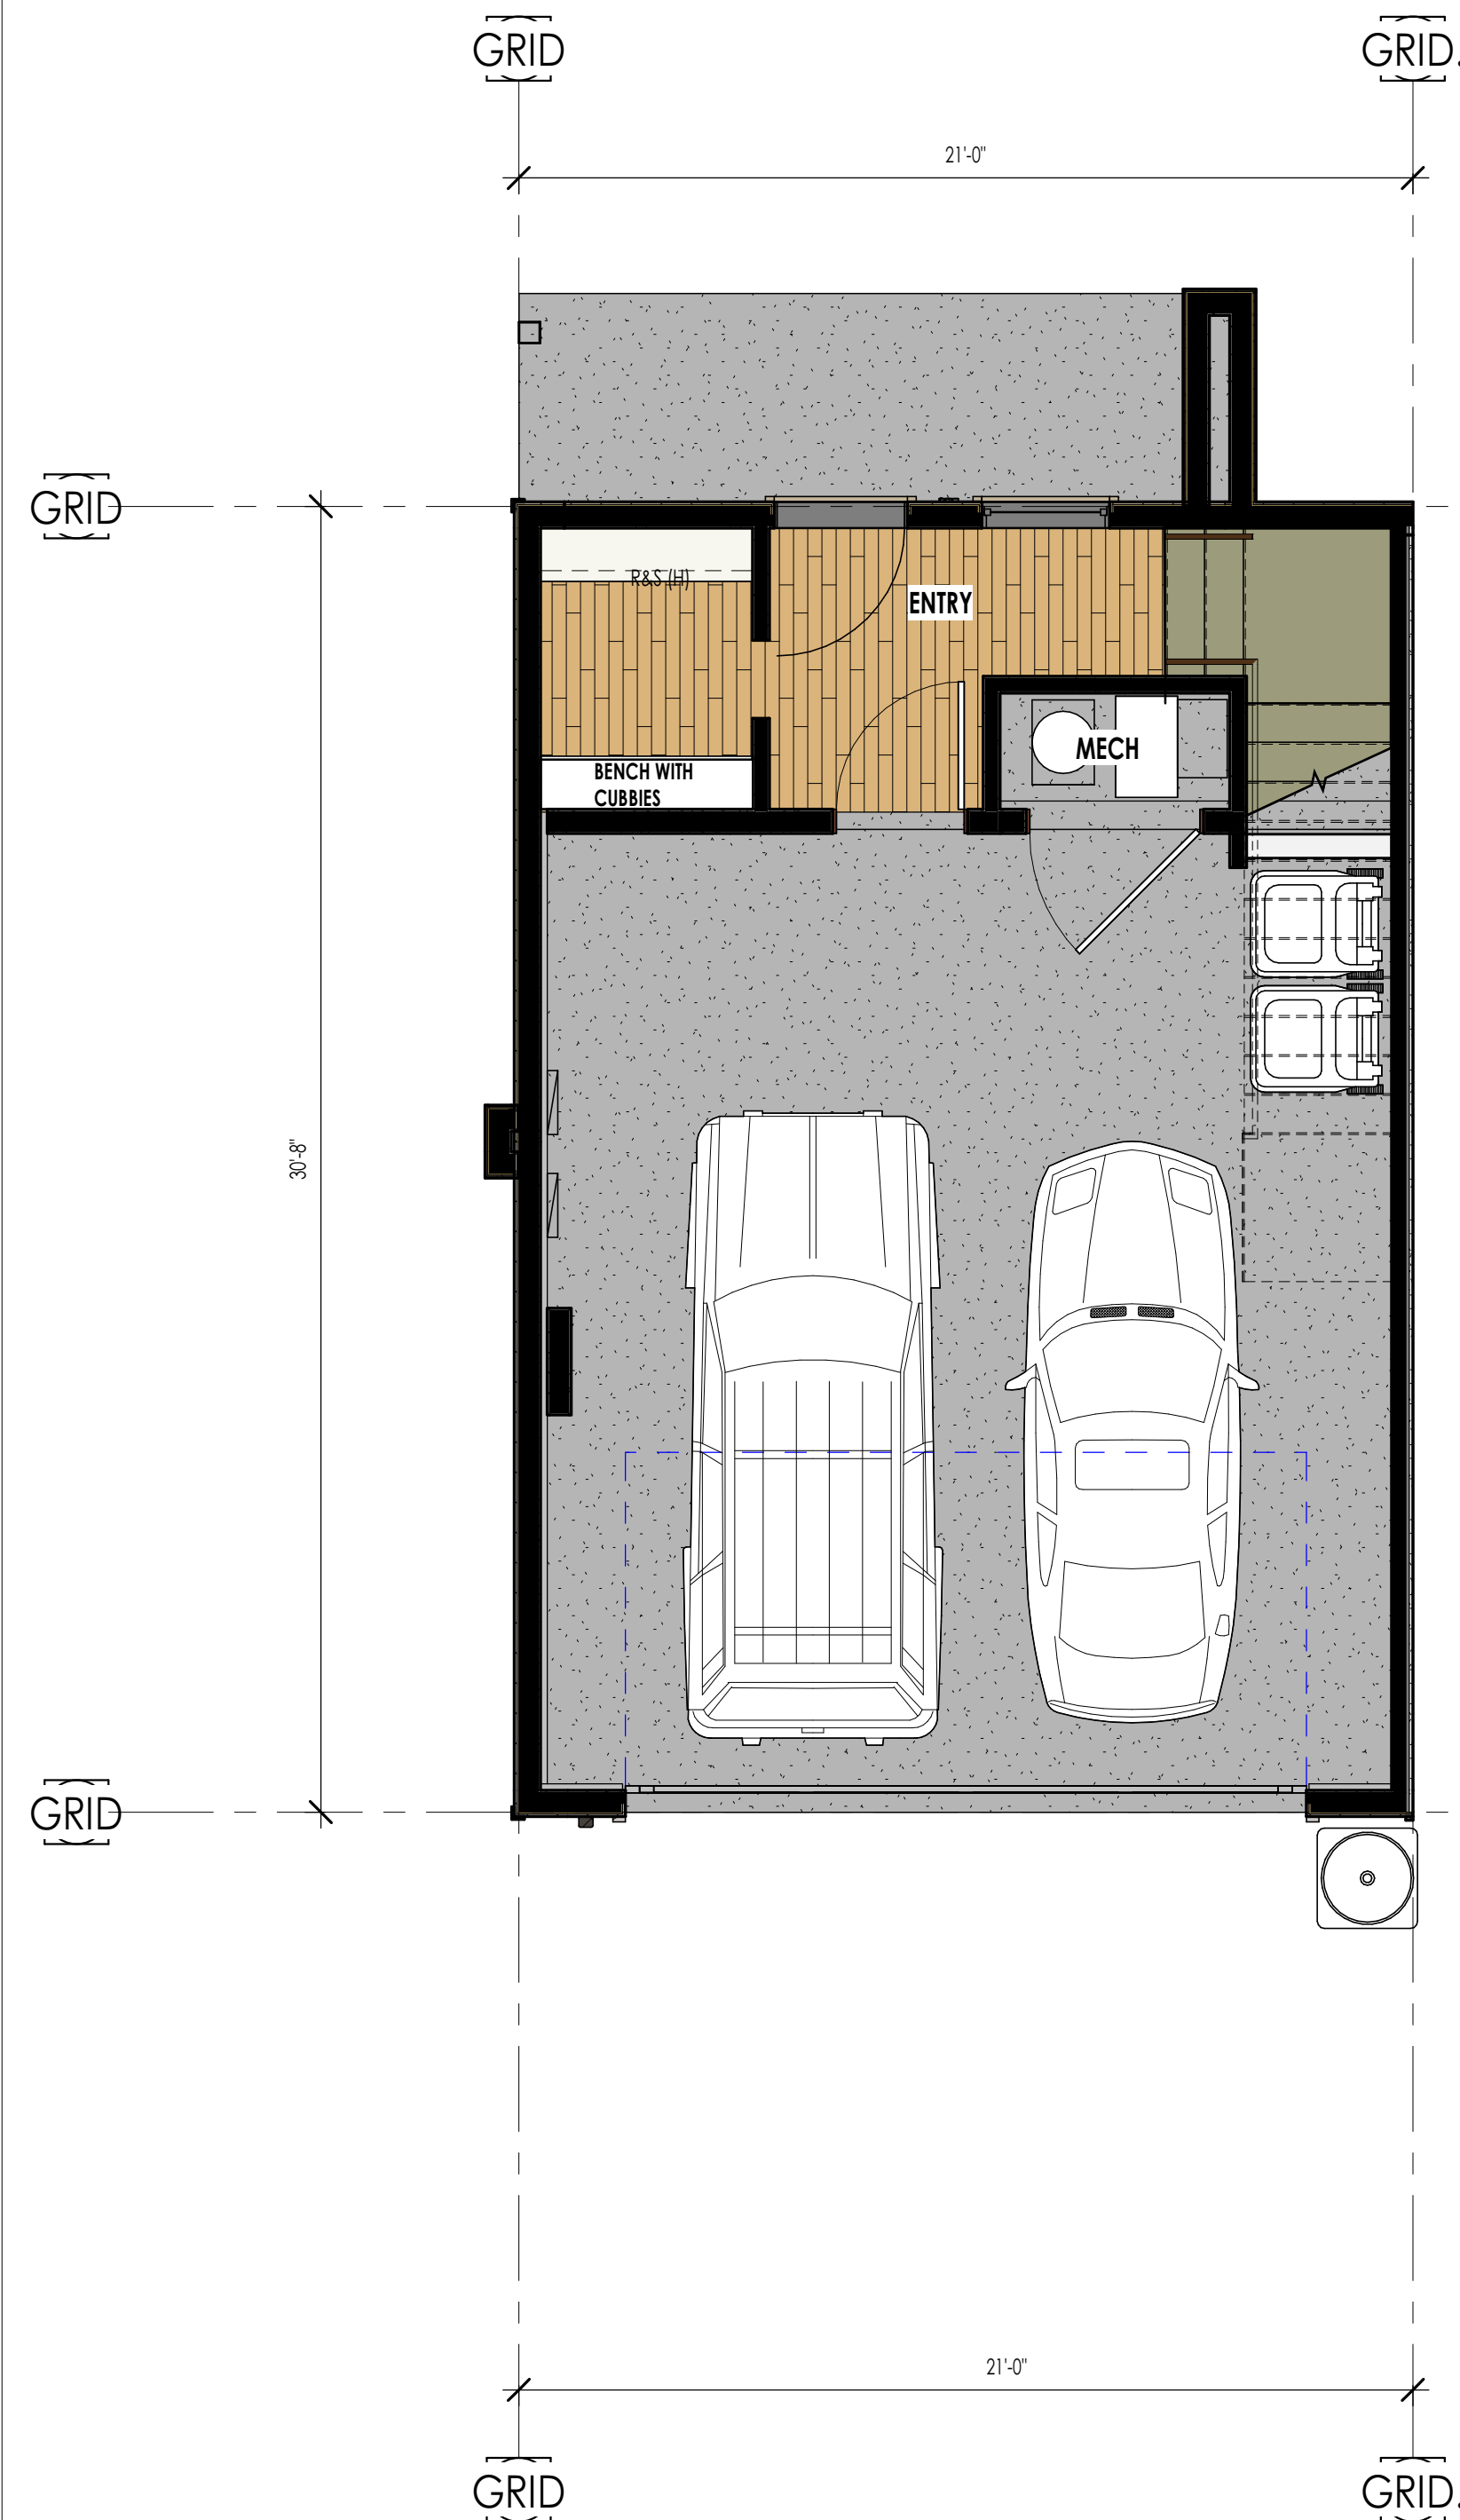 GRID
GRID.
21'-0"
GRID
R&S (H)
ENTRY
MECH
BENCH WITH
CUBBIES
30'-8"
GRID
21'-0"
GRID
GRID.